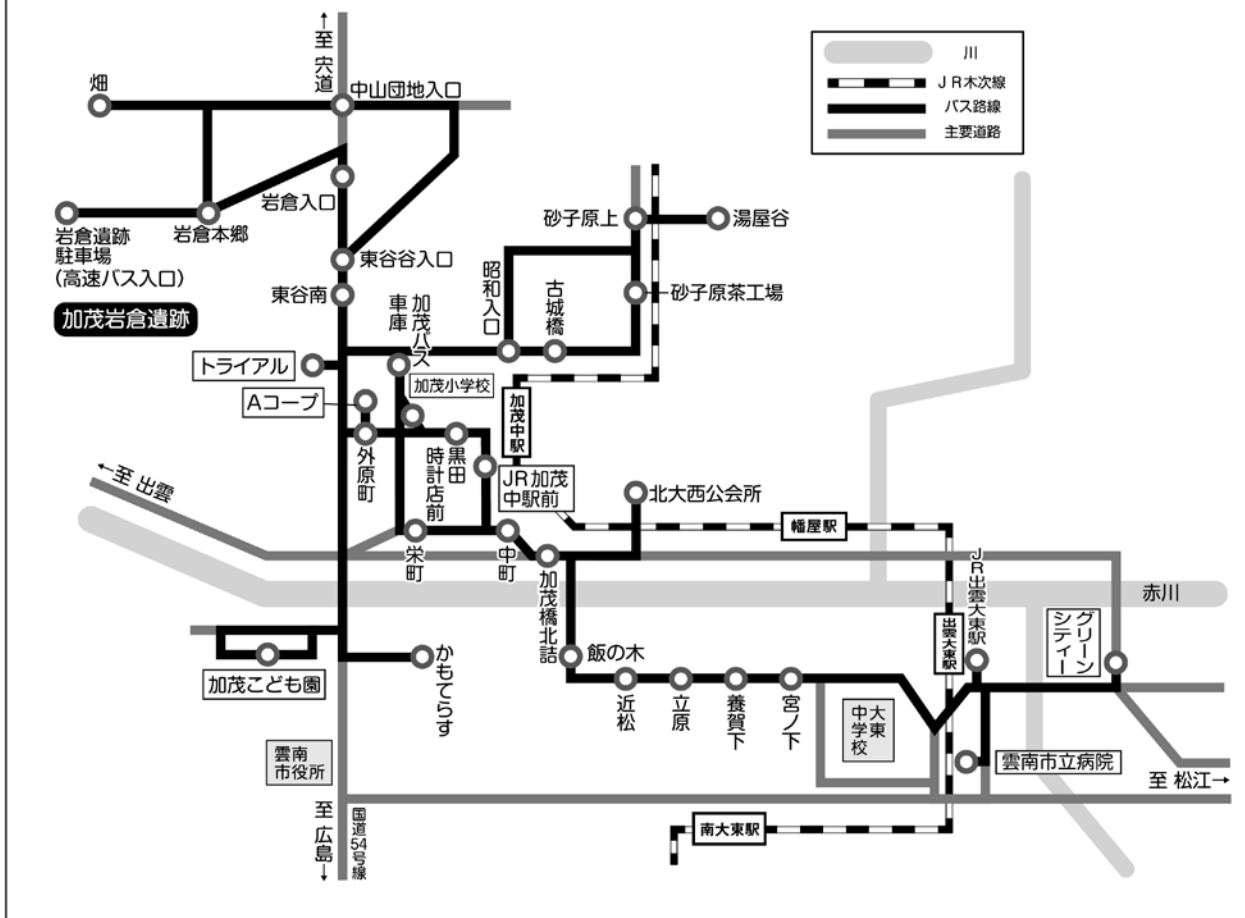 ←至 宍道
川
JR木次線
バス路線
主要道路
畑
中山団地入口
岩倉入口
岩倉遺跡
駐車場
(高速バス入口)
岩倉本郷
加茂岩倉遺跡
東谷谷入口
東谷南
砂子原上
湯屋谷
昭和入口
古城橋
砂子原茶工場
加茂バス
車庫
トライアル
加茂小学校
Aコープ
加茂中駅
外原町
黒田
時計店前
JR加茂
中駅前
←至 出雲
北大西公会所
幡屋駅
栄町
中町
加茂橋北詰
JR出雲大東駅
赤川
出雲大東駅
グリーン
シティー
飯の木
かもてらす
加茂こども園
近松
立原
養賀下
宮ノ下
大東
中学校
雲南
市役所
雲南市立病院
至 松江→
至 広島→
国道54号線
南大東駅